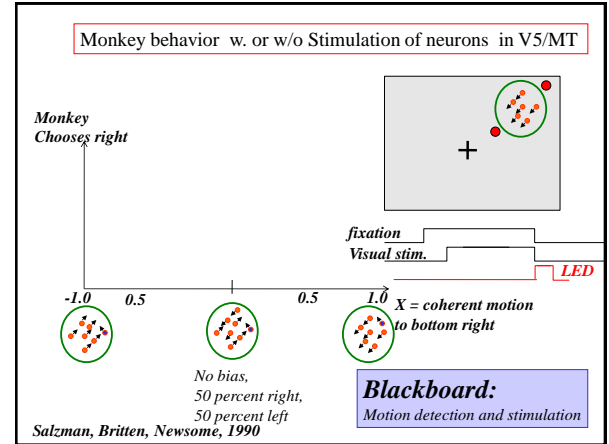 Monkey behavior w. or w/o Stimulation of neurons in V5/MT
Monkey
Chooses right
+
fixation
Visual stim.
LED
-1.0
0.5
0.5
1.0
X = coherent motion
to bottom right
No bias,
50 percent right,
50 percent left
Blackboard:
Motion detection and stimulation
Salzman, Britten, Newsome, 1990